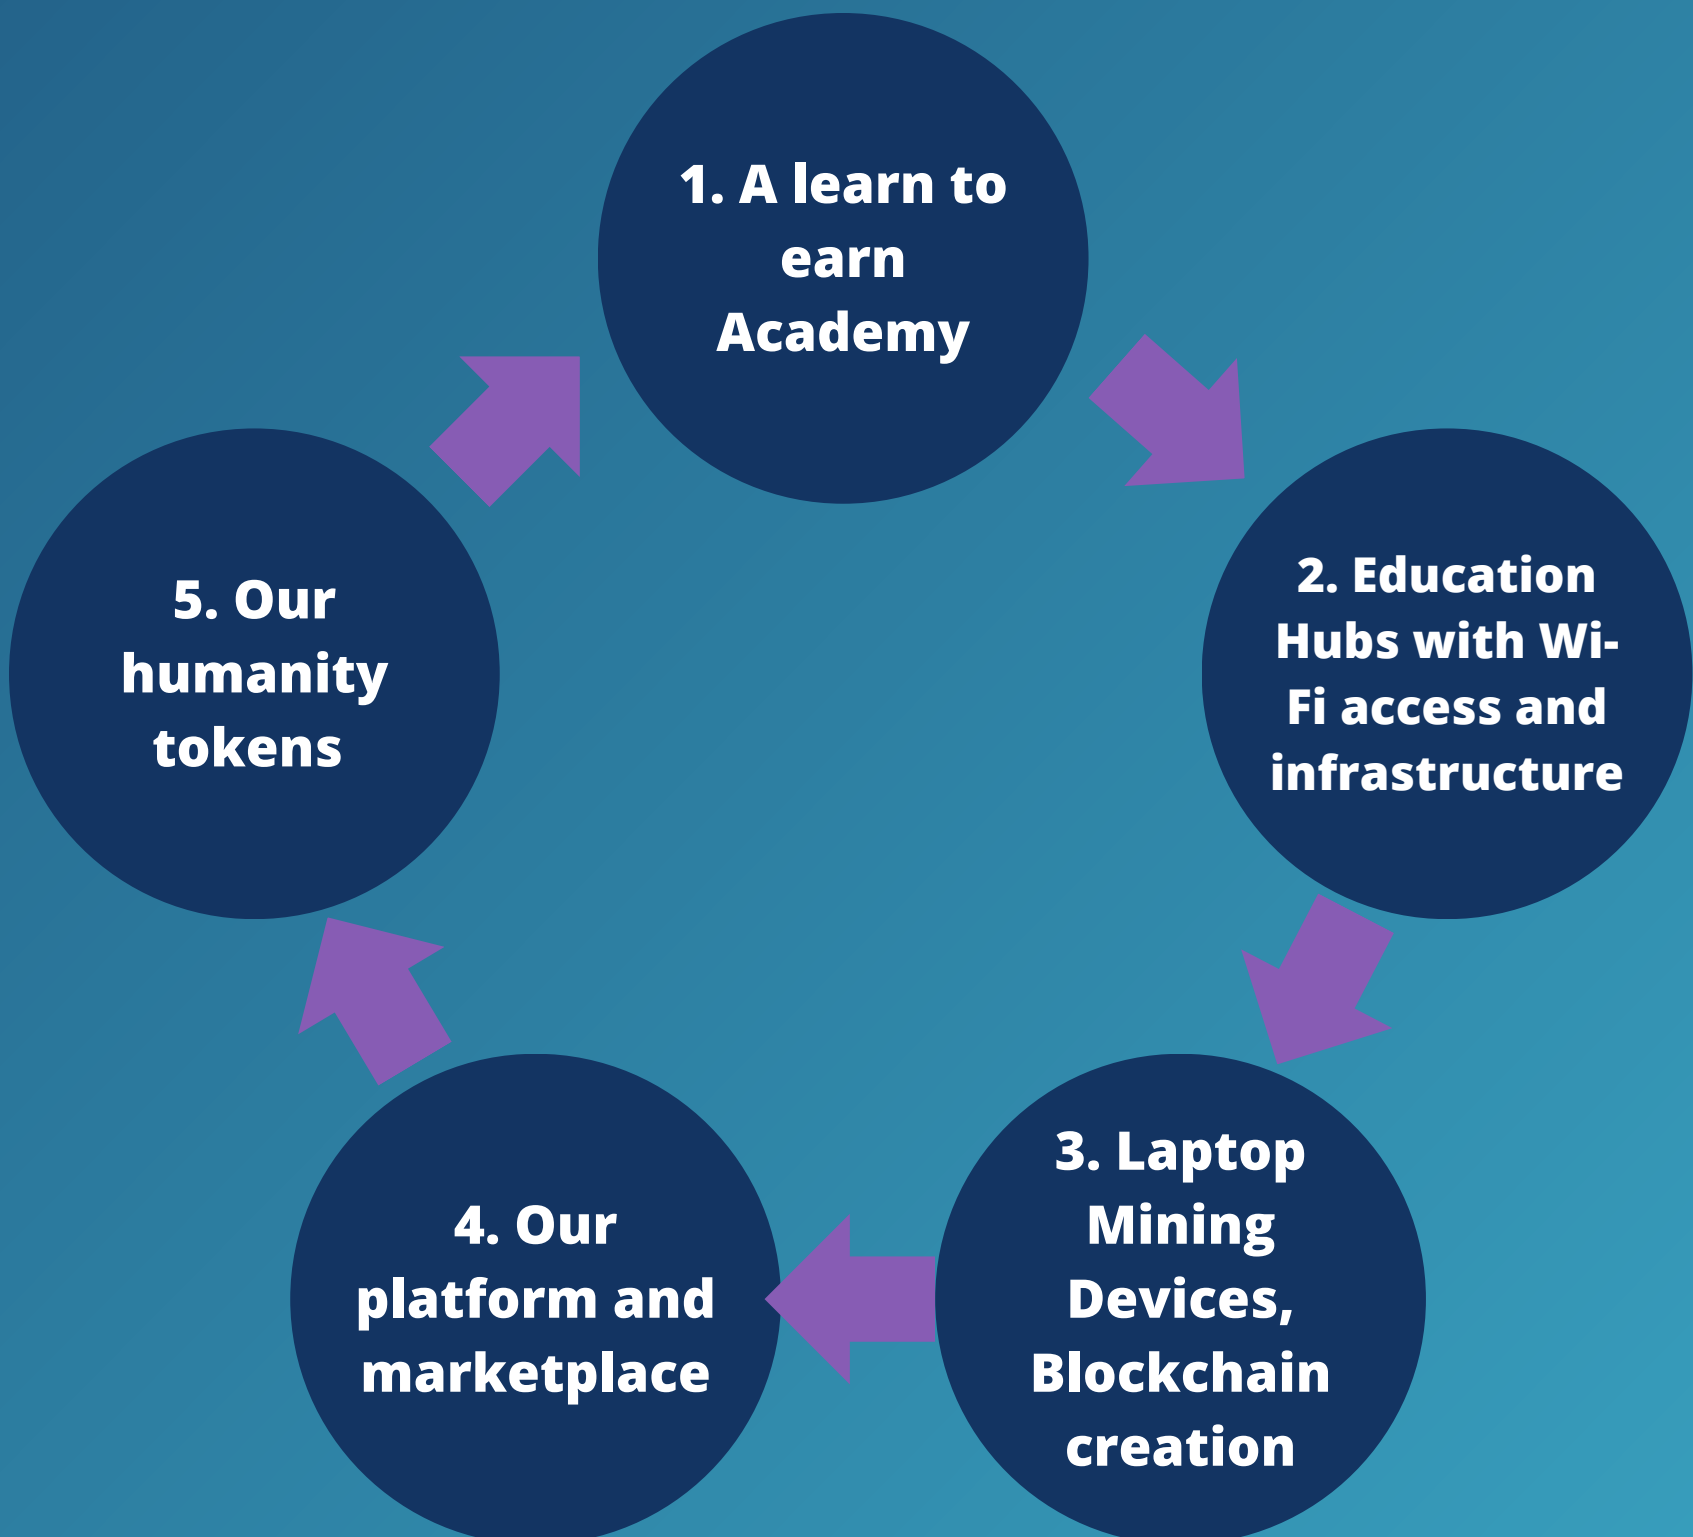 1. A learn to
earn
Academy
2. Education
Hubs with Wi-
Fi access and
infrastructure
3. Laptop
Mining
Devices,
Blockchain
creation
4. Our
platform and
marketplace
5. Our
humanity
tokens